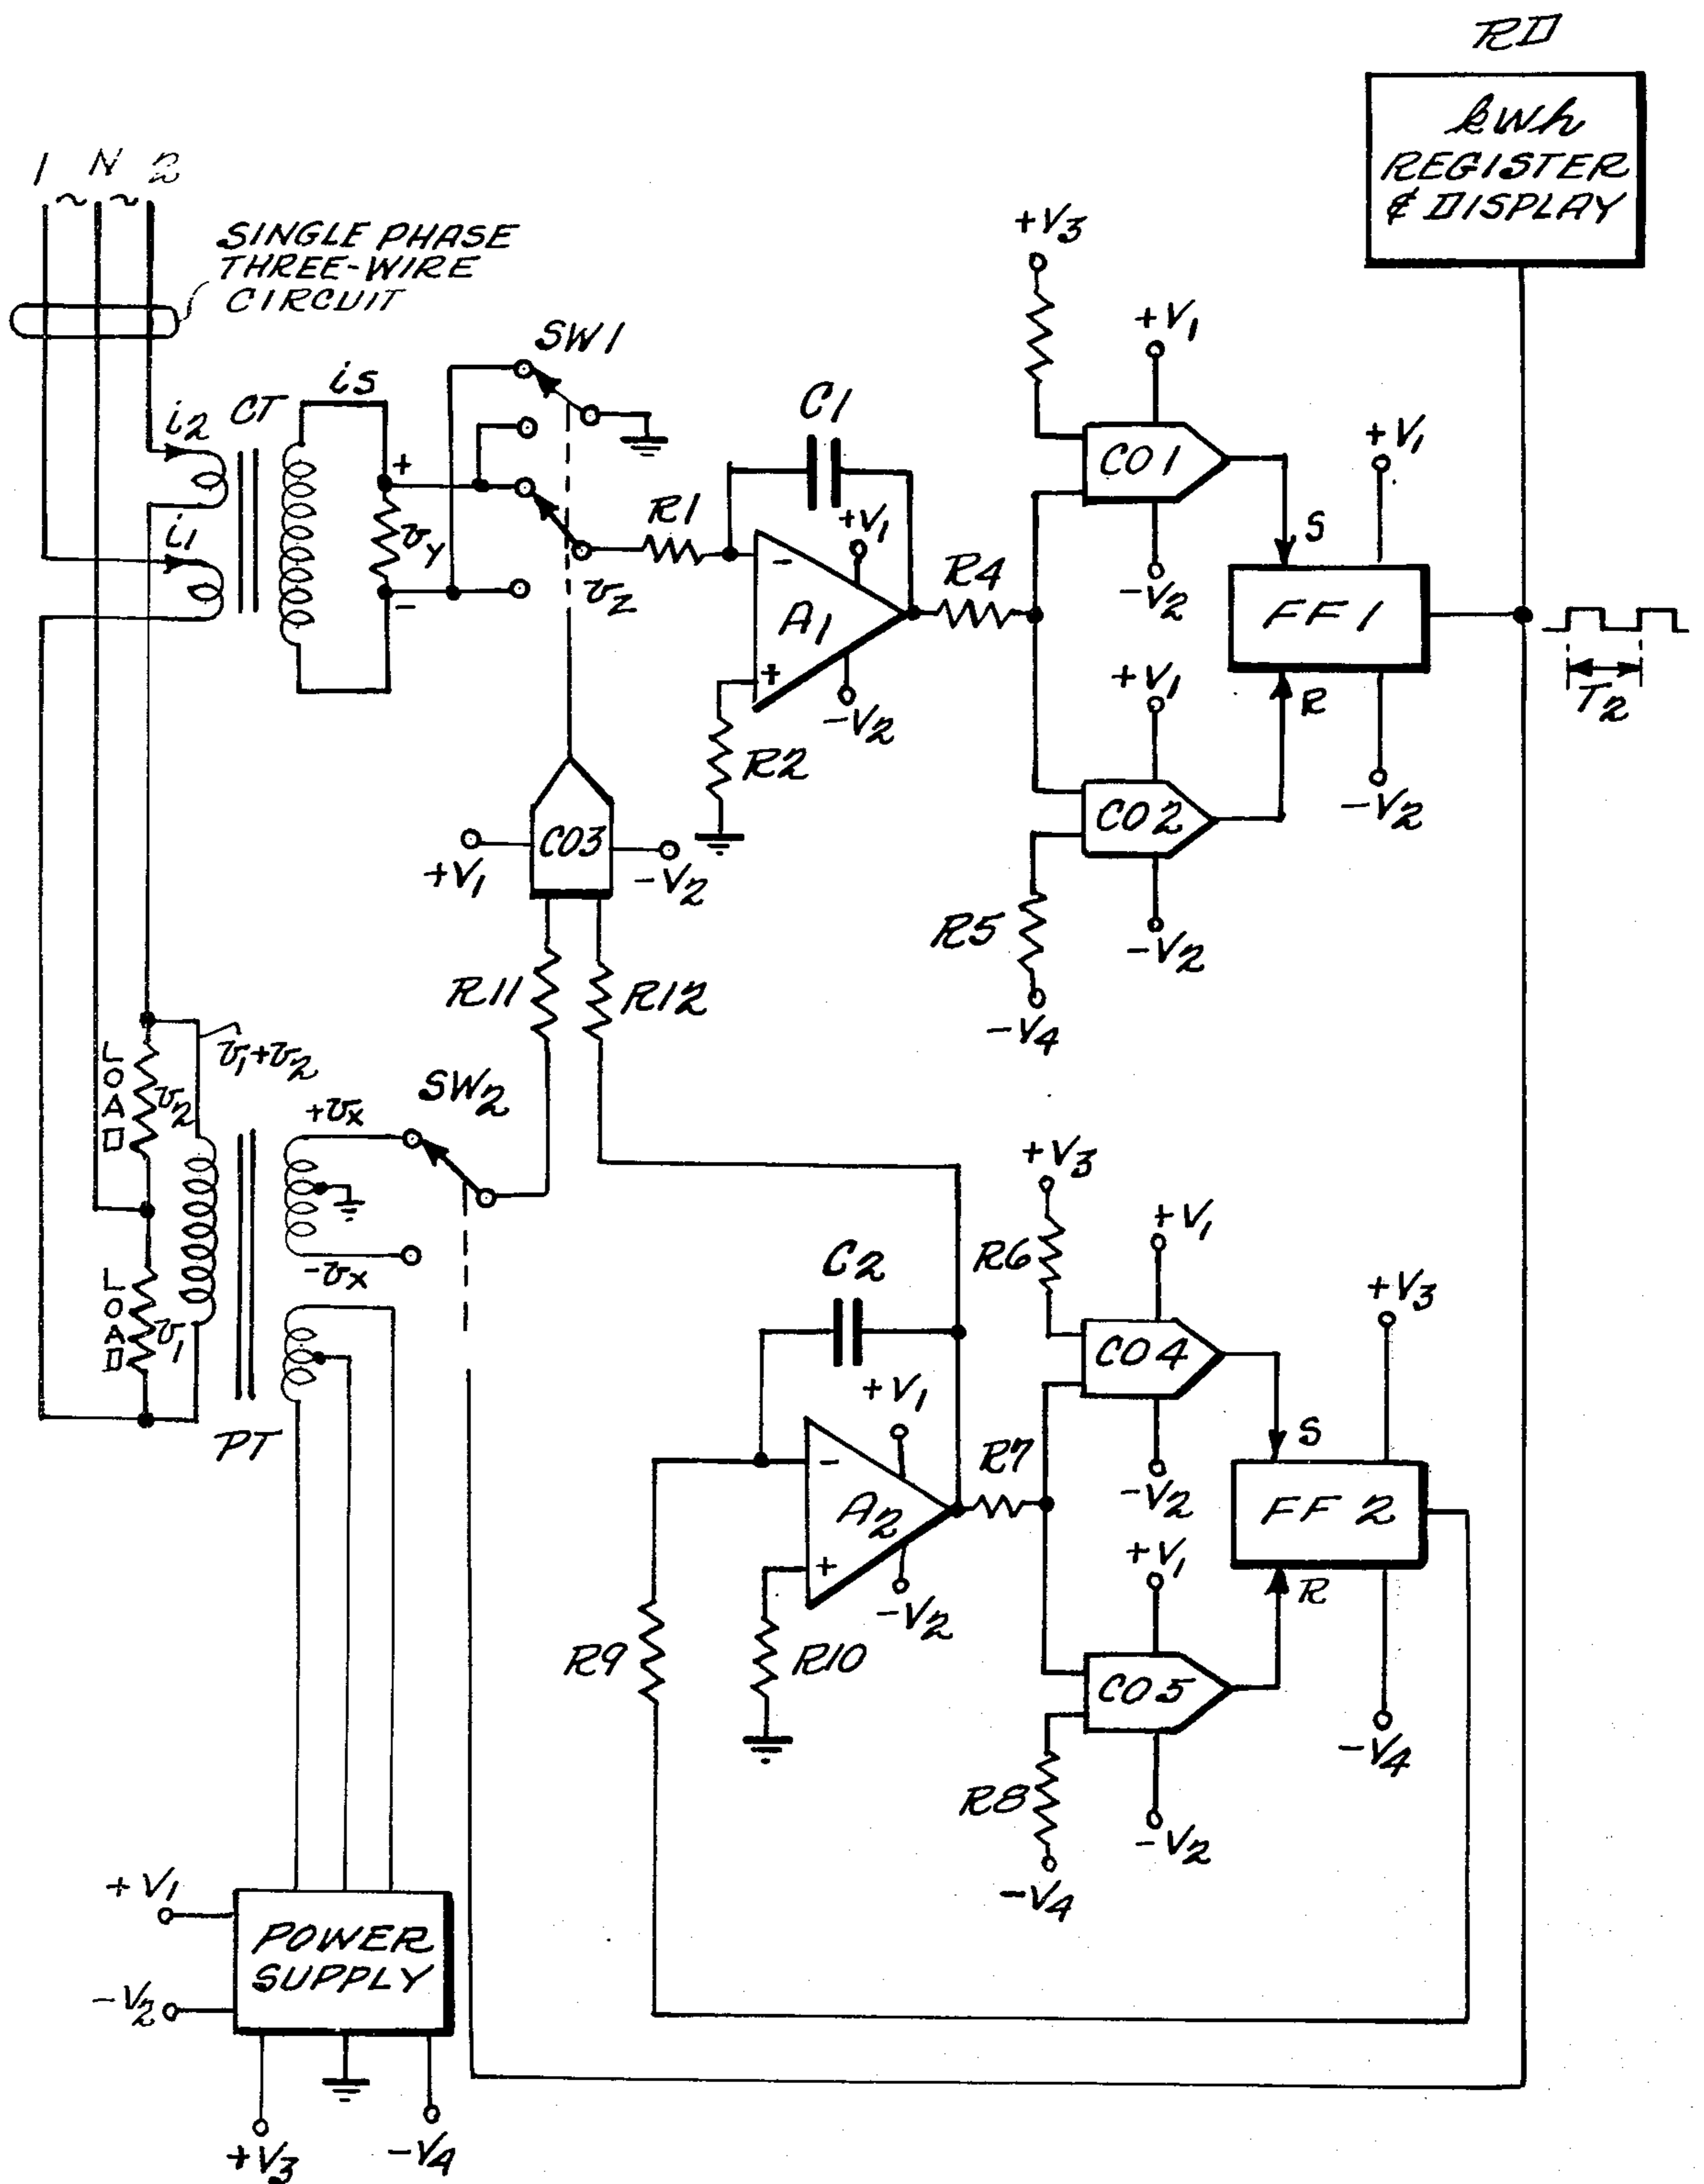 RD
kwh
REGISTER
& DISPLAY
1 N 2
~ ~
SINGLE PHASE
THREE-WIRE
CIRCUIT
+V3
+V1
SW1
iS
CT
i2
C1
CO1
+V1
+
R1
+V1
S
i1
vy
-
-V2
R4
FF1
vz
A1
-
+
+V1
R
T2
-V2
R2
CO2
-V2
CO3
+V1
-V2
R5
-V2
R11
R12
-V4
v1+v2
LOAD
v2
SW2
+vx
+V3
+V1
R6
-vx
C2
+V3
LOAD
v1
CO4
+V1
PT
S
R7
-
A2
-V2
FF2
+
+V1
R
-V2
R9
R10
CO5
-V4
R8
-V2
+V1
-V4
POWER
SUPPLY
-V2
+V3
-V4